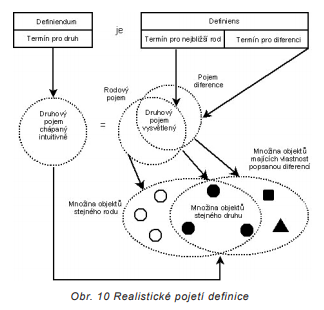 Definiendum
Termín pro druh
je
Definiens
Termín pro nejbližší rod
Termín pro diferenci
Rodový
pojem
Pojem
diference
Druhový
pojem
chápaný
intuitivně
=
Druhový
pojem
vysvětlený
Množina objektů
majících vlastnost
popsanou diferencí
Množina objektů
stejného rodu
Množina objektů
stejného druhu
Obr. 10 Realistické pojetí definice